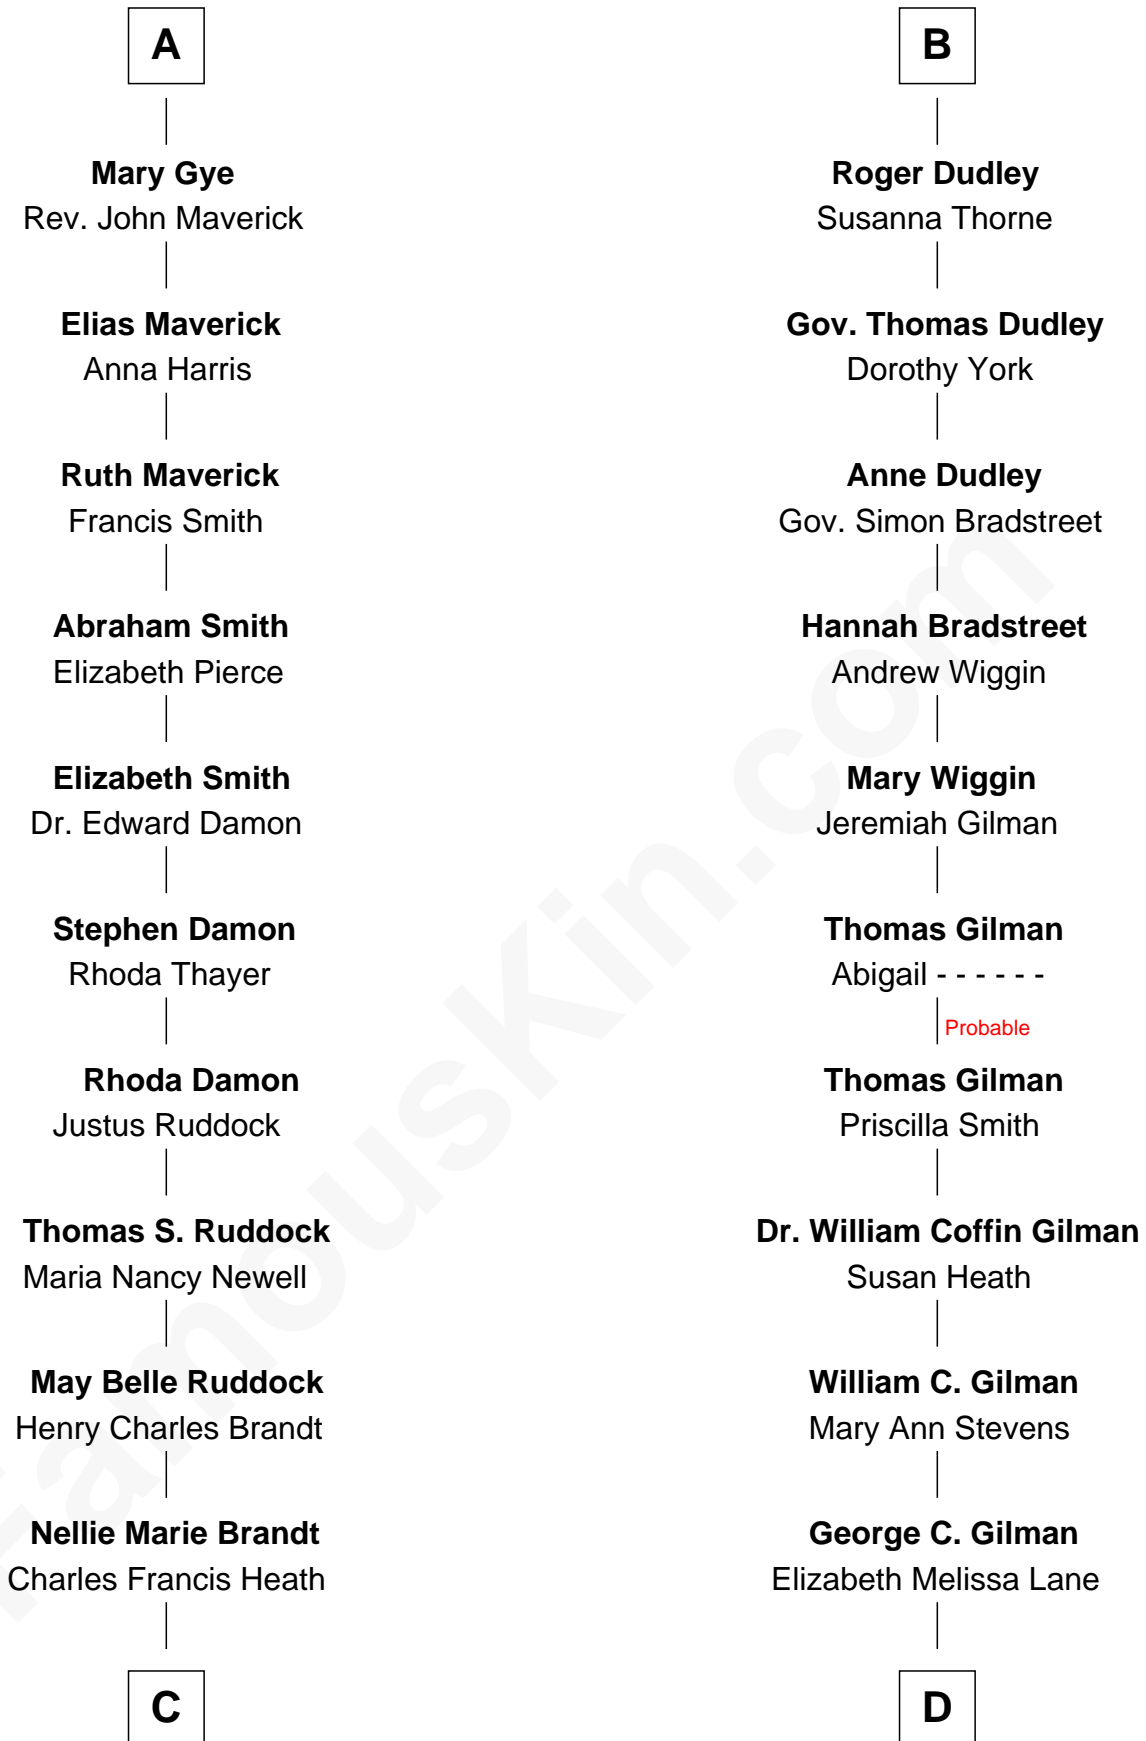 A
Mary Gye
Rev. John Maverick
Elias Maverick
Anna Harris
Ruth Maverick
Francis Smith
Abraham Smith
Elizabeth Pierce
Elizabeth Smith
Dr. Edward Damon
Stephen Damon
Rhoda Thayer
Rhoda Damon
Justus Ruddock
Thomas S. Ruddock
Maria Nancy Newell
May Belle Ruddock
Henry Charles Brandt
Nellie Marie Brandt
Charles Francis Heath
C
B
Roger Dudley
Susanna Thorne
Gov. Thomas Dudley
Dorothy York
Anne Dudley
Gov. Simon Bradstreet
Hannah Bradstreet
Andrew Wiggin
Mary Wiggin
Jeremiah Gilman
Thomas Gilman
Abigail - - - - - -
Probable
Thomas Gilman
Priscilla Smith
Dr. William Coffin Gilman
Susan Heath
William C. Gilman
Mary Ann Stevens
George C. Gilman
Elizabeth Melissa Lane
D
FamousKin.com